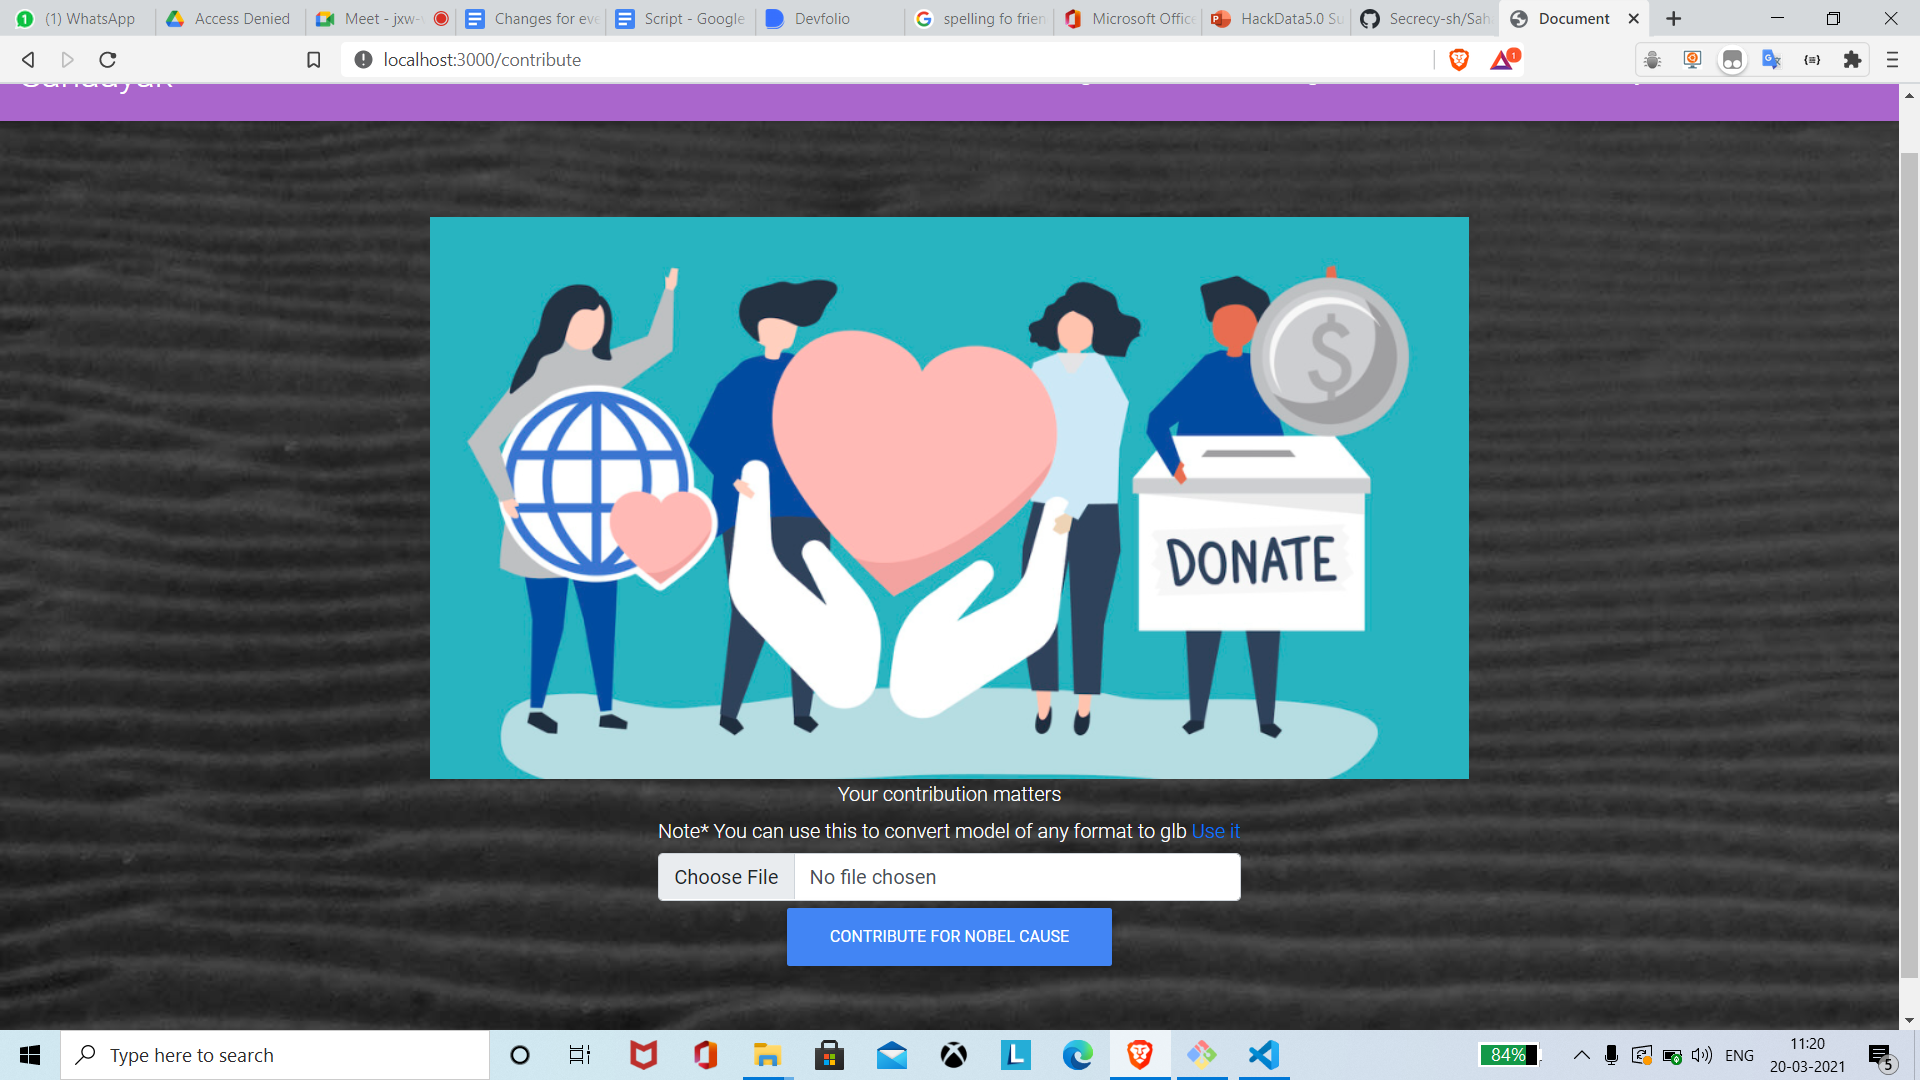 (1) WhatsApp
Access Denied
Meet - jxw-
Changes for eve
Script - Google
Devfolio
spelling fo frien
Microsoft Office
HackData5.0 Su
Secrecy-sh/Sah
Document
localhost:3000/contribute
$
DONATE
Your contribution matters
Note* You can use this to convert model of any format to glb Use it
Choose File No file chosen
CONTRIBUTE FOR NOBEL CAUSE
Type here to search
84%
ENG
11:20
20-03-2021
5